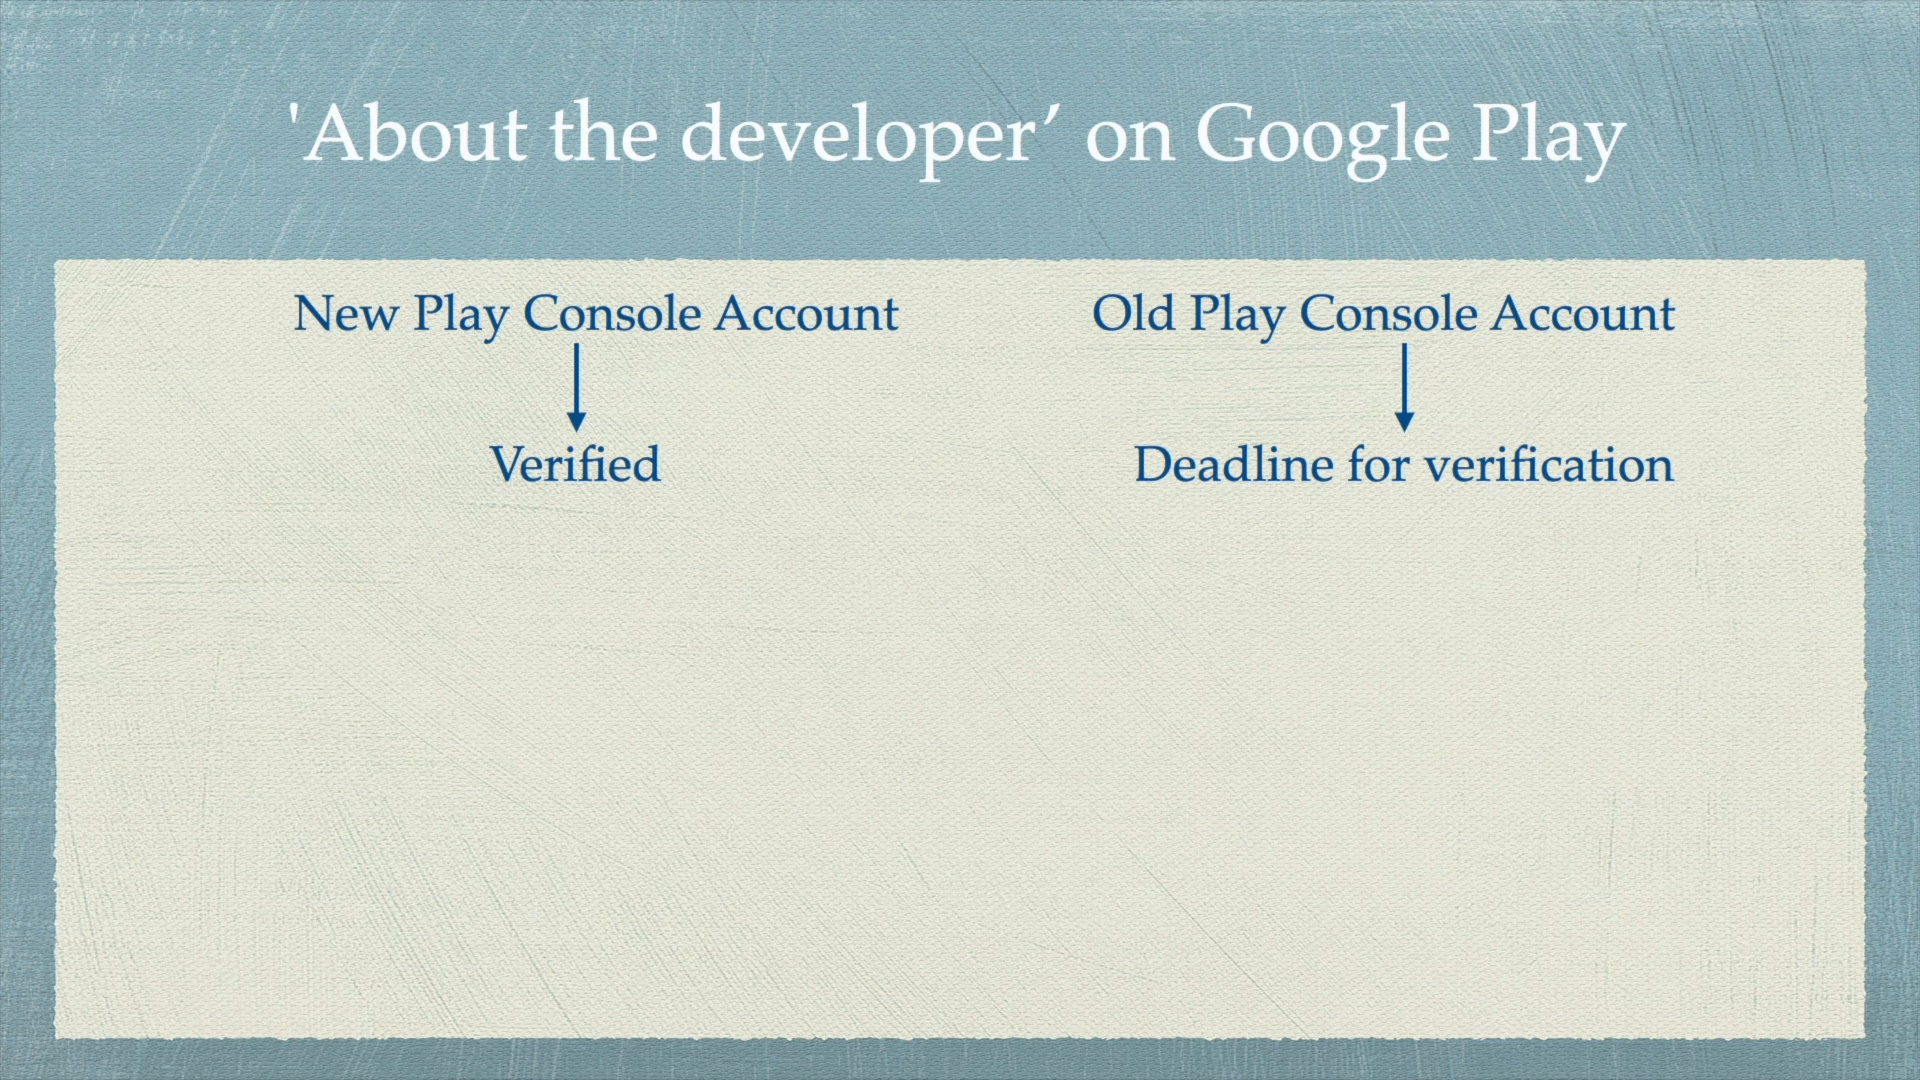 'About the developer’ on Google Play
New Play Console Account
Old Play Console Account
Verified
Deadline for verification